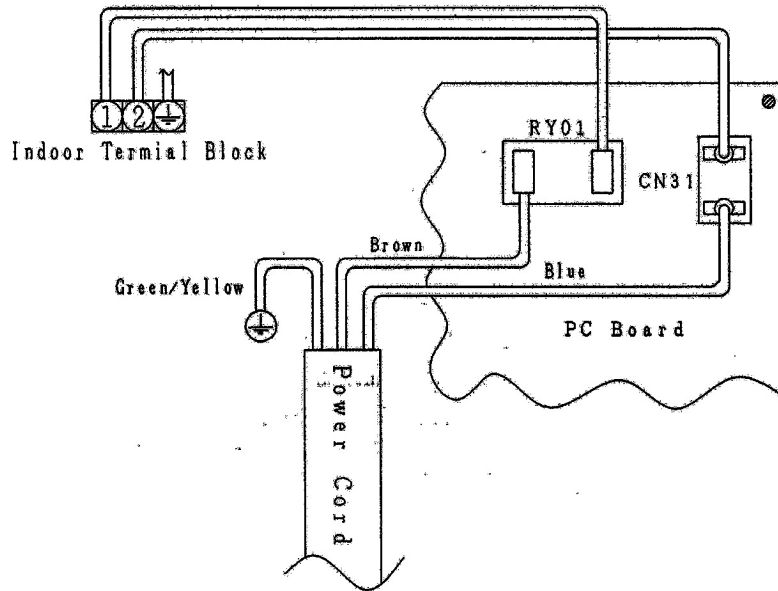 1 2
Indoor Termial Block
RY01
CN31
Brown
Blue
Green/Yellow
PC Board
Power Cord